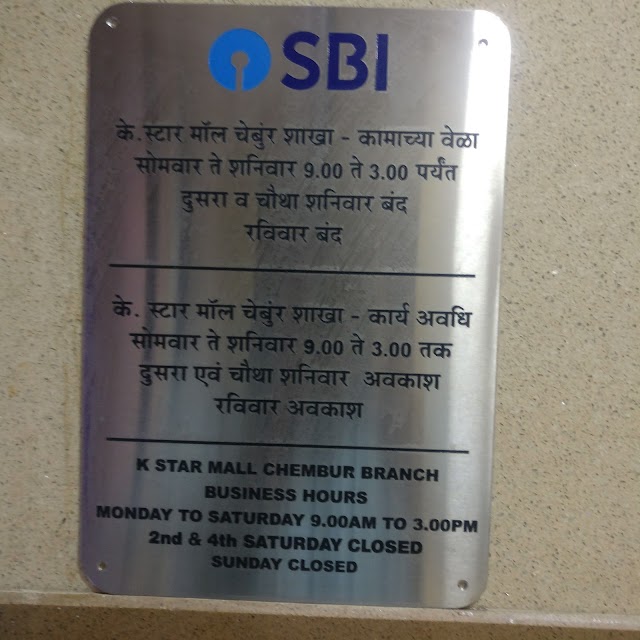 SBI
के. स्टार मॉल चेबुंर शाखा - कामाच्या वेळा
सोमवार ते शनिवार 9.00 ते 3.00 पर्यंत
दुसरा व चौथा शनिवार बंद
रविवार बंद
के. स्टार मॉल चेबुंर शाखा - कार्य अवधि
सोमवार ते शनिवार 9.00 ते 3.00 तक
दुसरा एवं चौथा शनिवार अवकाश
रविवार अवकाश
K STAR MALL CHEMBUR BRANCH
BUSINESS HOURS
MONDAY TO SATURDAY 9.00AM TO 3.00PM
2nd & 4th SATURDAY CLOSED
SUNDAY CLOSED